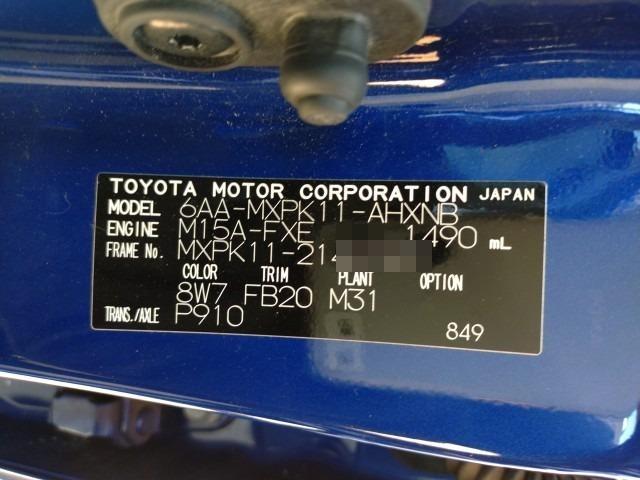 TOYOTA MOTOR CORPORATION JAPAN
MODEL 6AA-MXPK11-AHXNB
ENGINE M15A-FXE 1490 mL
FRAME No. MXPK11-214
COLOR TRIM PLANT OPTION
8W7 FB20 M31
TRANS./AXLE P910
849